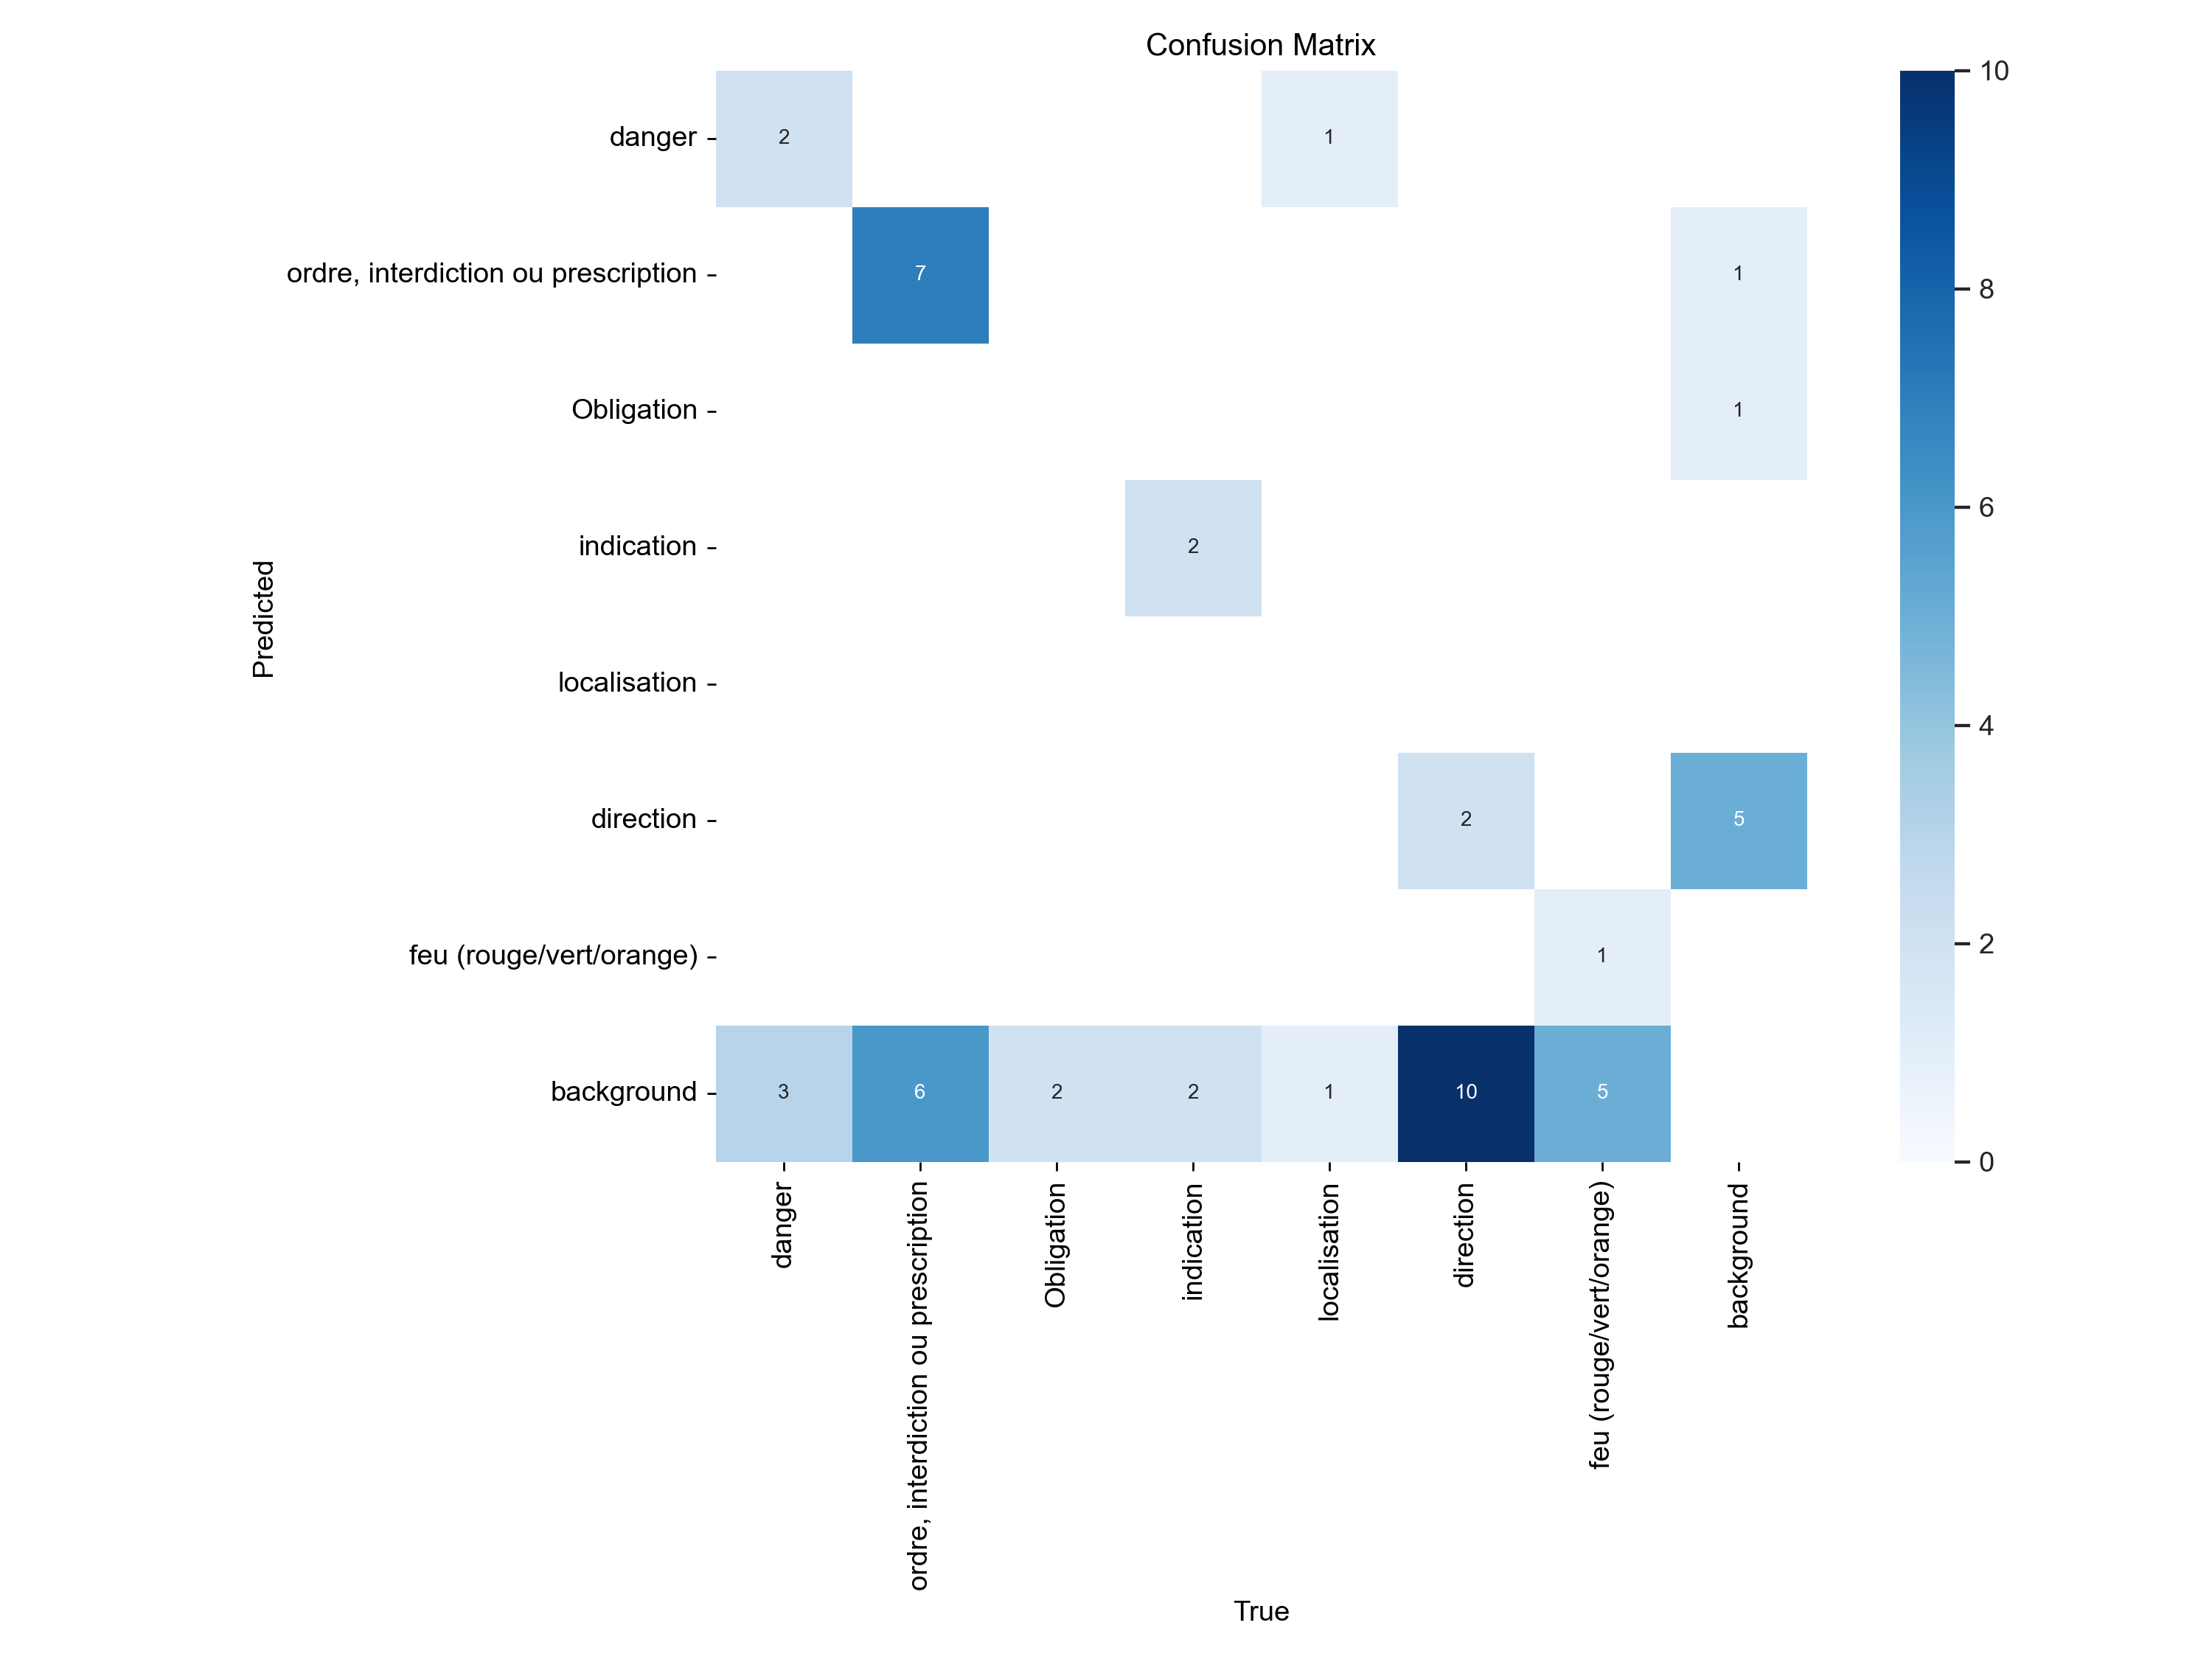 Confusion Matrix
danger 2 1
ordre, interdiction ou prescription 7 1
Obligation 1
indication 2
localisation
direction 2 5
feu (rouge/vert/orange) 1
background 3 6 2 2 1 10 5
Predicted
danger
ordre, interdiction ou prescription
Obligation
indication
localisation
direction
feu (rouge/vert/orange)
background
True
10
8
6
4
2
0